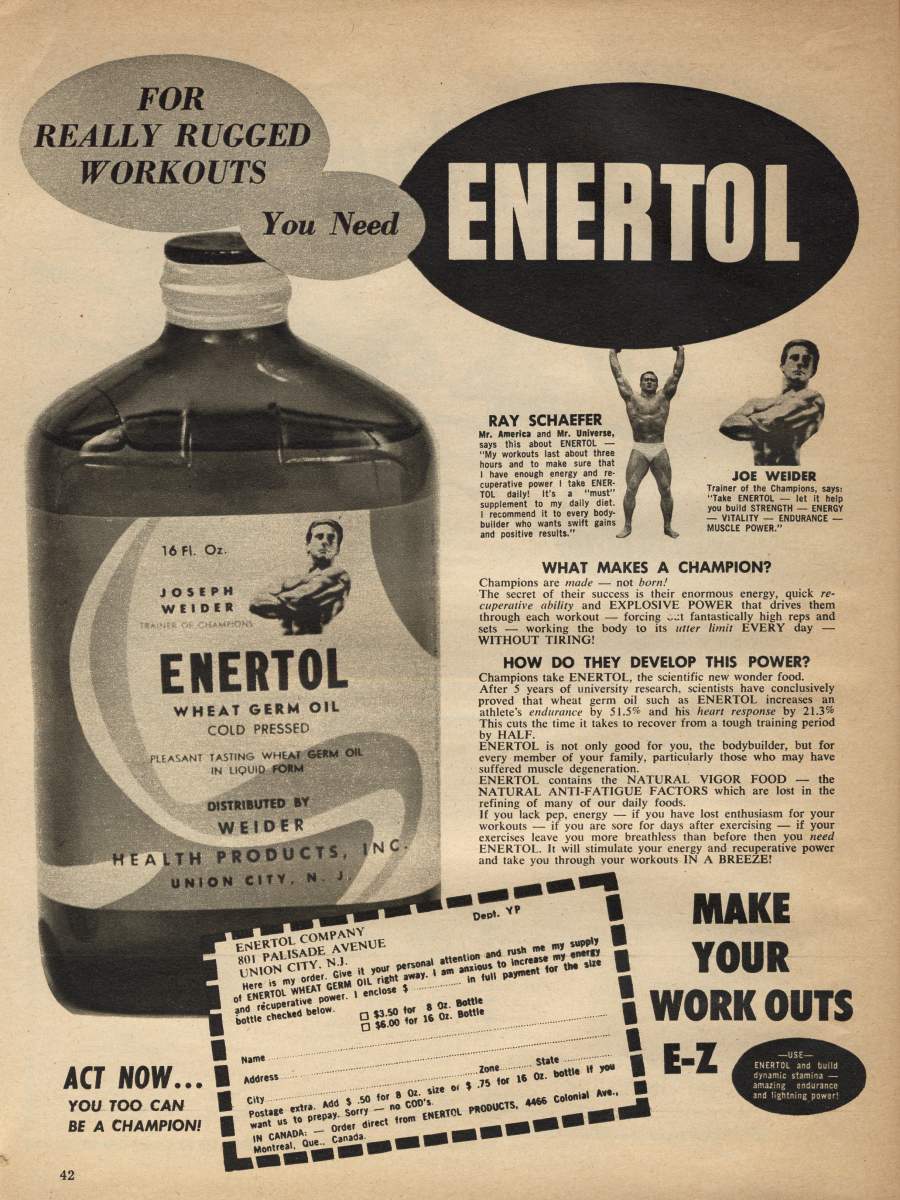 FOR
REALLY RUGGED
WORKOUTS
You Need
ENERTOL
RAY SCHAEFER
Mr. America and Mr. Universe,
says this about ENERTOL —
"My workouts last about three
hours and to make sure that
I have enough energy and re-
cuperative power I take ENER-
TOL daily! It's a "must"
supplement to my daily diet.
I recommend it to every body-
builder who wants swift gains
and positive results."
JOE WEIDER
Trainer of the Champions, says:
"Take ENERTOL — let it help
you build STRENGTH — ENERGY
— VITALITY — ENDURANCE —
MUSCLE POWER."
16 Fl. Oz.
JOSEPH
WEIDER
TRAINER OF CHAMPIONS
ENERTOL
WHEAT GERM OIL
COLD PRESSED
PLEASANT TASTING WHEAT GERM OIL
IN LIQUID FORM
DISTRIBUTED BY
WEIDER
HEALTH PRODUCTS, INC.
UNION CITY, N. J.
WHAT MAKES A CHAMPION?
Champions are made — not born!
The secret of their success is their enormous energy, quick re-
cuperative ability and EXPLOSIVE POWER that drives them
through each workout — forcing out fantastically high reps and
sets — working the body to its utter limit EVERY day —
WITHOUT TIRING!
HOW DO THEY DEVELOP THIS POWER?
Champions take ENERTOL, the scientific new wonder food.
After 5 years of university research, scientists have conclusively
proved that wheat germ oil such as ENERTOL increases an
athlete's endurance by 51.5% and his heart response by 21.3%
This cuts the time it takes to recover from a tough training period
by HALF.
ENERTOL is not only good for you, the bodybuilder, but for
every member of your family, particularly those who may have
suffered muscle degeneration.
ENERTOL contains the NATURAL VIGOR FOOD — the
NATURAL ANTI-FATIGUE FACTORS which are lost in the
refining of many of our daily foods.
If you lack pep, energy — if you have lost enthusiasm for your
workouts — if you are sore for days after exercising — if your
exercises leave you more breathless than before then you need
ENERTOL. It will stimulate your energy and recuperative power
and take you through your workouts IN A BREEZE!
Dept. YP
ENERTOL COMPANY
801 PALISADE AVENUE
UNION CITY, N.J.
Here is my order. Give it your personal attention and rush me my supply
of ENERTOL WHEAT GERM OIL right away. I am anxious to increase my energy
and recuperative power. I enclose $ .............. in full payment for the size
bottle checked below.
□ $3.50 for 8 Oz. Bottle
□ $6.00 for 16 Oz. Bottle
Name
Address
City Zone State
Postage extra. Add $ .50 for 8 Oz. size or $ .75 for 16 Oz. bottle if you
want us to prepay. Sorry — no COD's.
IN CANADA: — Order direct from ENERTOL PRODUCTS, 4466 Colonial Ave.,
Montreal, Que., Canada.
ACT NOW...
YOU TOO CAN
BE A CHAMPION!
MAKE
YOUR
WORK OUTS
E-Z
—USE—
ENERTOL and build
dynamic stamina —
amazing endurance
and lightning power!
42